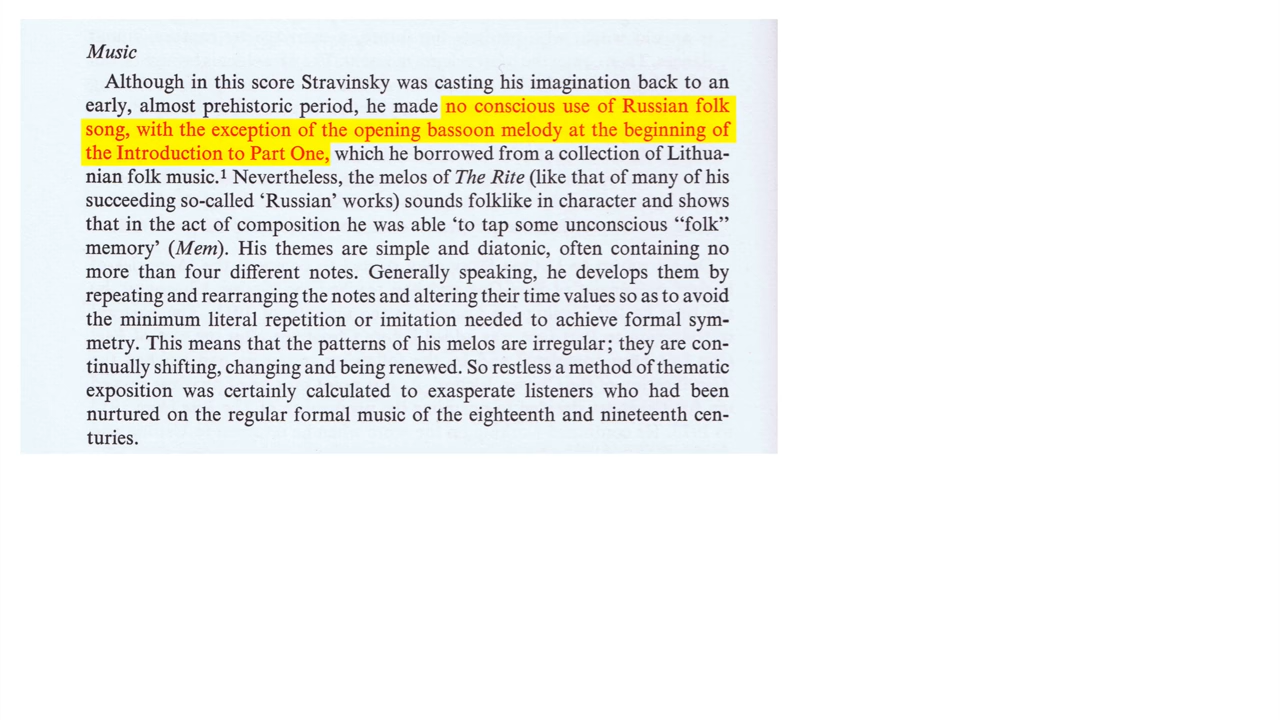 Music
Although in this score Stravinsky was casting his imagination back to an
early, almost prehistoric period, he made no conscious use of Russian folk
song, with the exception of the opening bassoon melody at the beginning of
the Introduction to Part One, which he borrowed from a collection of Lithua-
nian folk music.¹ Nevertheless, the melos of The Rite (like that of many of his
succeeding so-called ‘Russian’ works) sounds folklike in character and shows
that in the act of composition he was able ‘to tap some unconscious “folk”
memory’ (Mem). His themes are simple and diatonic, often containing no
more than four different notes. Generally speaking, he develops them by
repeating and rearranging the notes and altering their time values so as to avoid
the minimum literal repetition or imitation needed to achieve formal sym-
metry. This means that the patterns of his melos are irregular; they are con-
tinually shifting, changing and being renewed. So restless a method of thematic
exposition was certainly calculated to exasperate listeners who had been
nurtured on the regular formal music of the eighteenth and nineteenth cen-
turies.